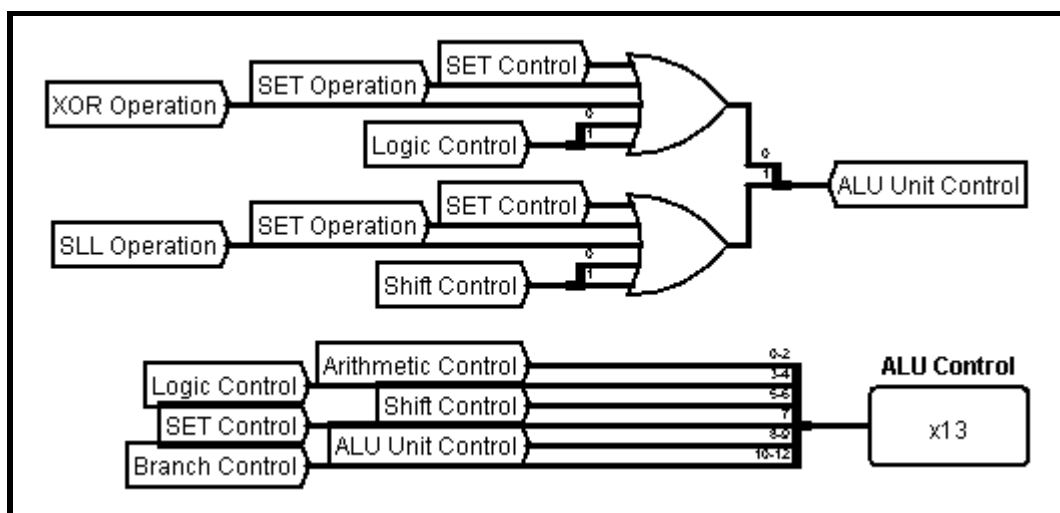 SET Control
SET Operation
XOR Operation
0
1
Logic Control
0
1
ALU Unit Control
SET Control
SET Operation
SLL Operation
0
1
Shift Control
Arithmetic Control
0-2
ALU Control
Logic Control
3-4
Shift Control
5-6
SET Control
7
x13
ALU Unit Control
8-9
Branch Control
10-12